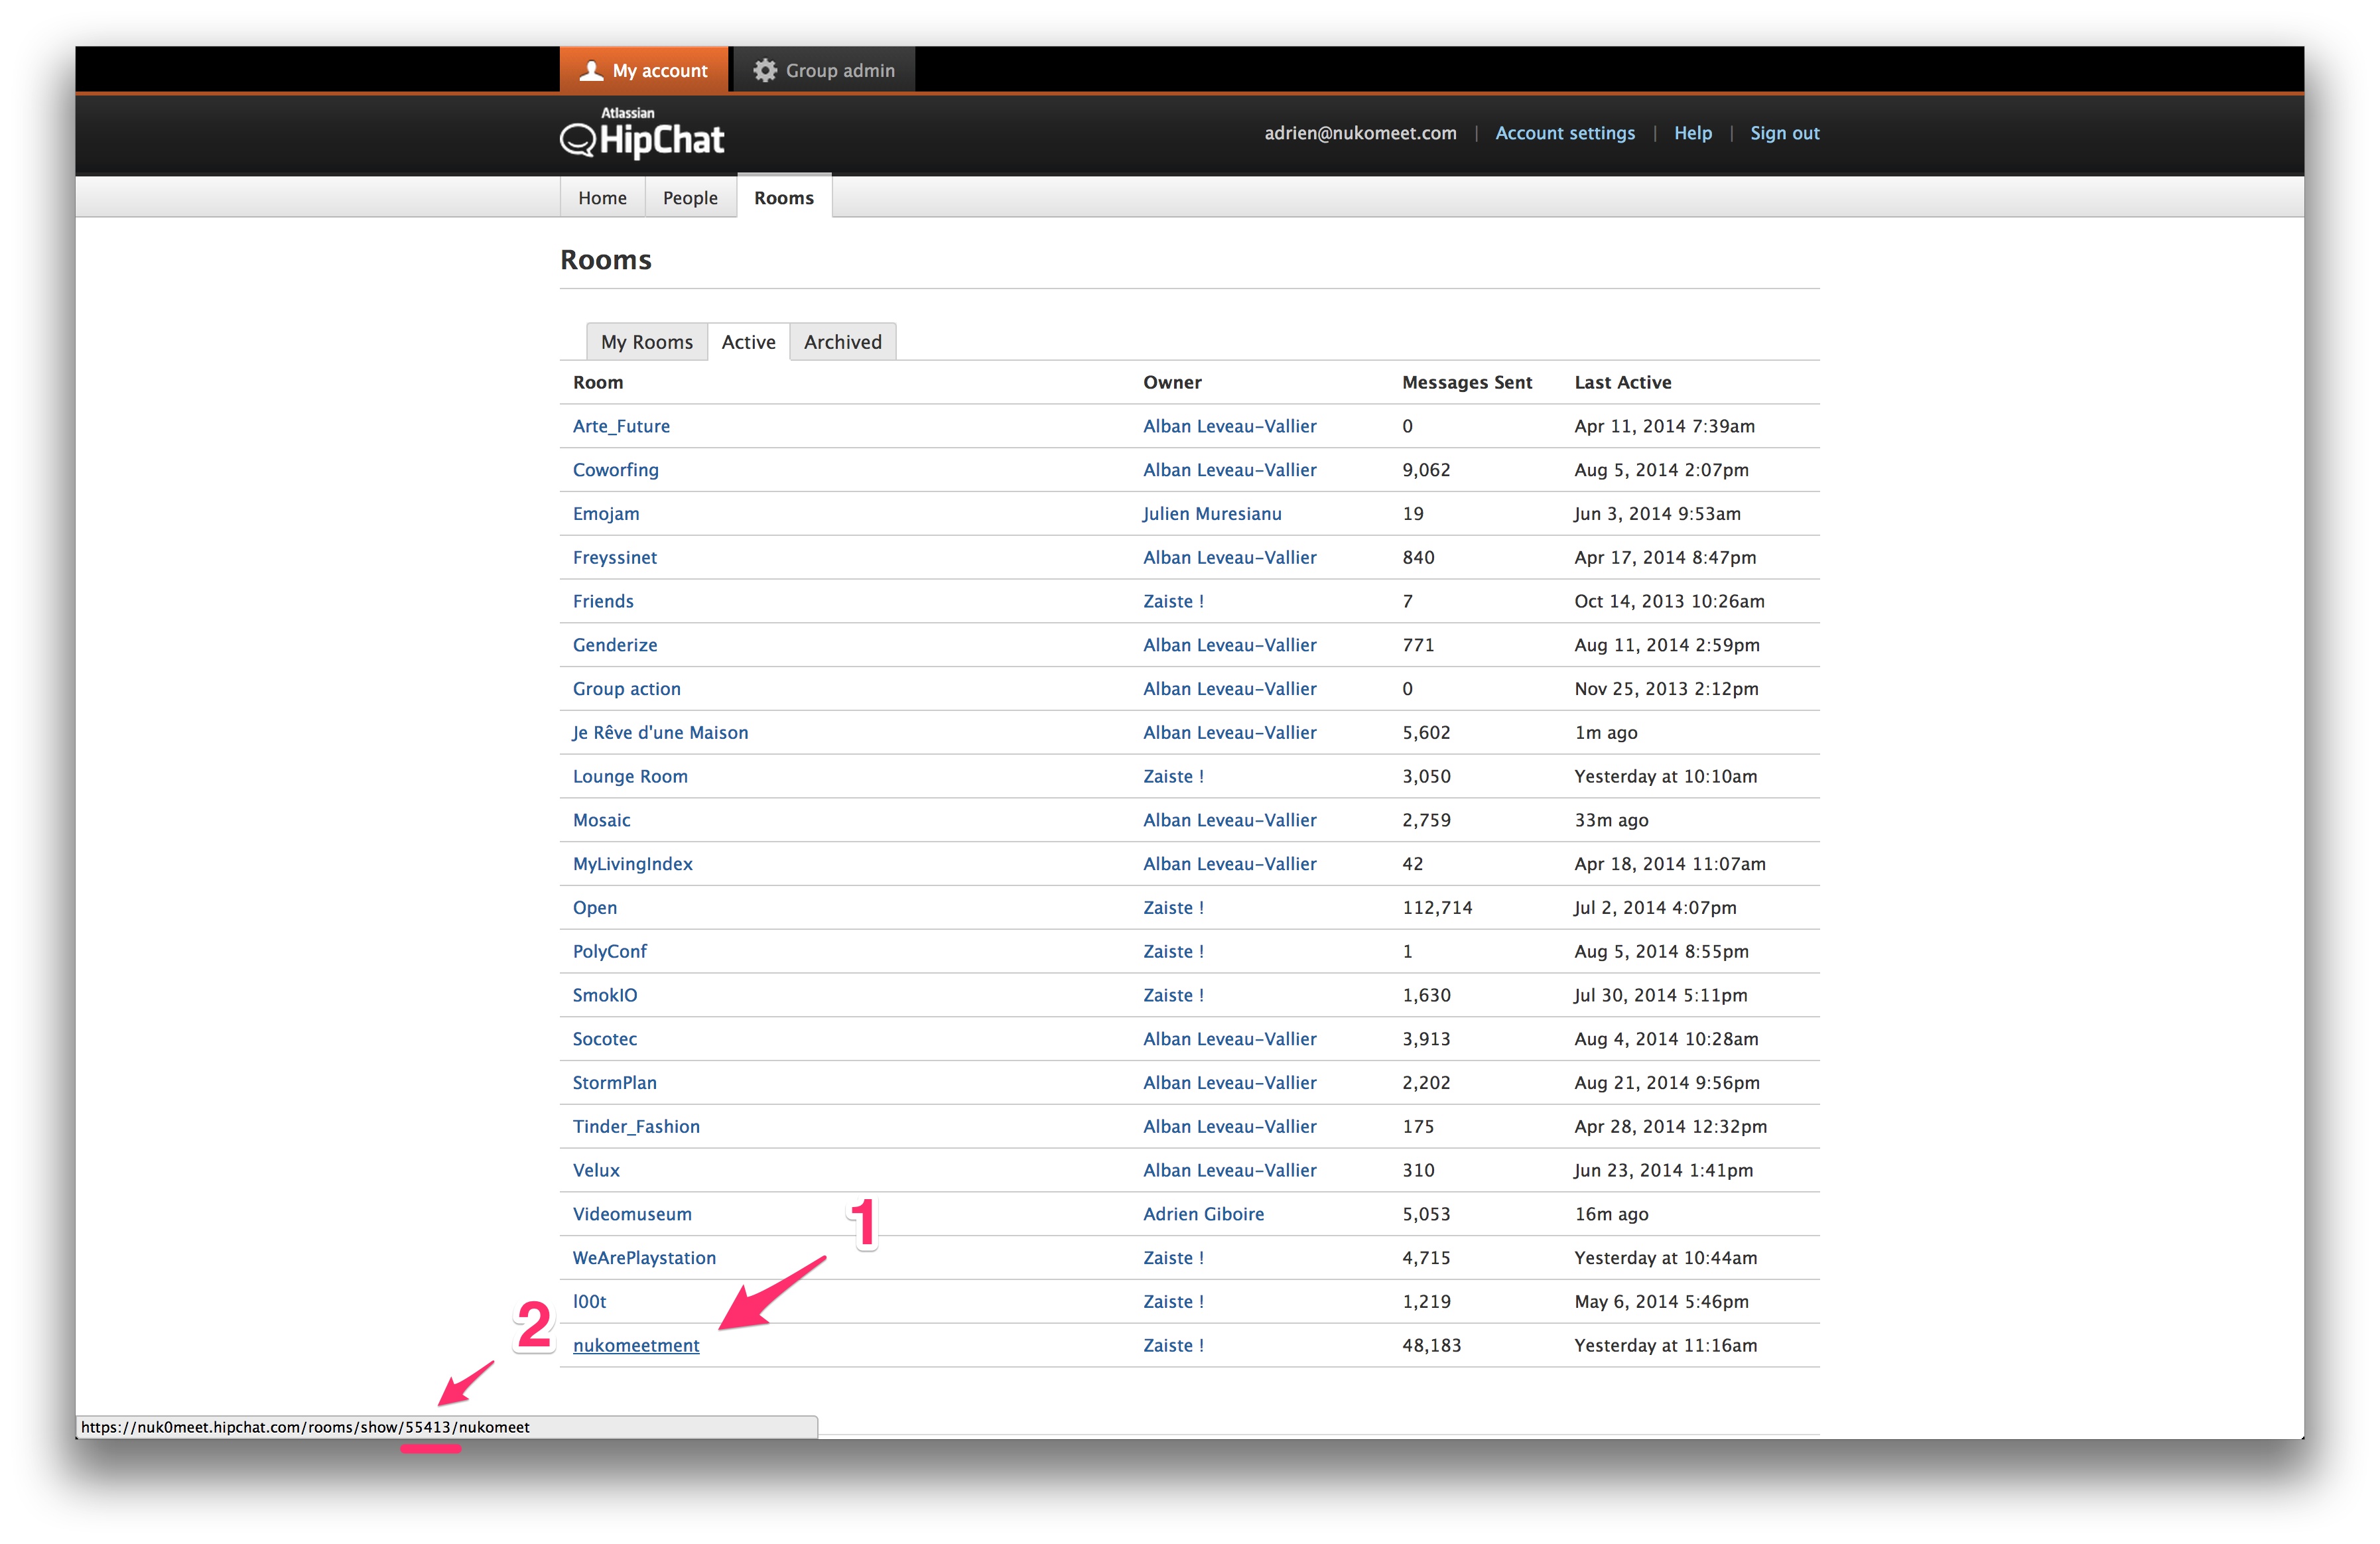 My account Group admin
Atlassian
HipChat
adrien@nukomeet.com | Account settings | Help | Sign out
Home People Rooms
Rooms
My Rooms Active Archived
Room Owner Messages Sent Last Active
Arte_Future Alban Leveau-Vallier 0 Apr 11, 2014 7:39am
Coworfing Alban Leveau-Vallier 9,062 Aug 5, 2014 2:07pm
Emojam Julien Muresianu 19 Jun 3, 2014 9:53am
Freyssinet Alban Leveau-Vallier 840 Apr 17, 2014 8:47pm
Friends Zaiste ! 7 Oct 14, 2013 10:26am
Genderize Alban Leveau-Vallier 771 Aug 11, 2014 2:59pm
Group action Alban Leveau-Vallier 0 Nov 25, 2013 2:12pm
Je Rêve d'une Maison Alban Leveau-Vallier 5,602 1m ago
Lounge Room Zaiste ! 3,050 Yesterday at 10:10am
Mosaic Alban Leveau-Vallier 2,759 33m ago
MyLivingIndex Alban Leveau-Vallier 42 Apr 18, 2014 11:07am
Open Zaiste ! 112,714 Jul 2, 2014 4:07pm
PolyConf Zaiste ! 1 Aug 5, 2014 8:55pm
SmokIO Zaiste ! 1,630 Jul 30, 2014 5:11pm
Socotec Alban Leveau-Vallier 3,913 Aug 4, 2014 10:28am
StormPlan Alban Leveau-Vallier 2,202 Aug 21, 2014 9:56pm
Tinder_Fashion Alban Leveau-Vallier 175 Apr 28, 2014 12:32pm
Velux Alban Leveau-Vallier 310 Jun 23, 2014 1:41pm
Videomuseum Adrien Giboire 5,053 16m ago
1
WeArePlaystation Zaiste ! 4,715 Yesterday at 10:44am
l00t Zaiste ! 1,219 May 6, 2014 5:46pm
2
nukomeetment Zaiste ! 48,183 Yesterday at 11:16am
https://nuk0meet.hipchat.com/rooms/show/55413/nukomeet